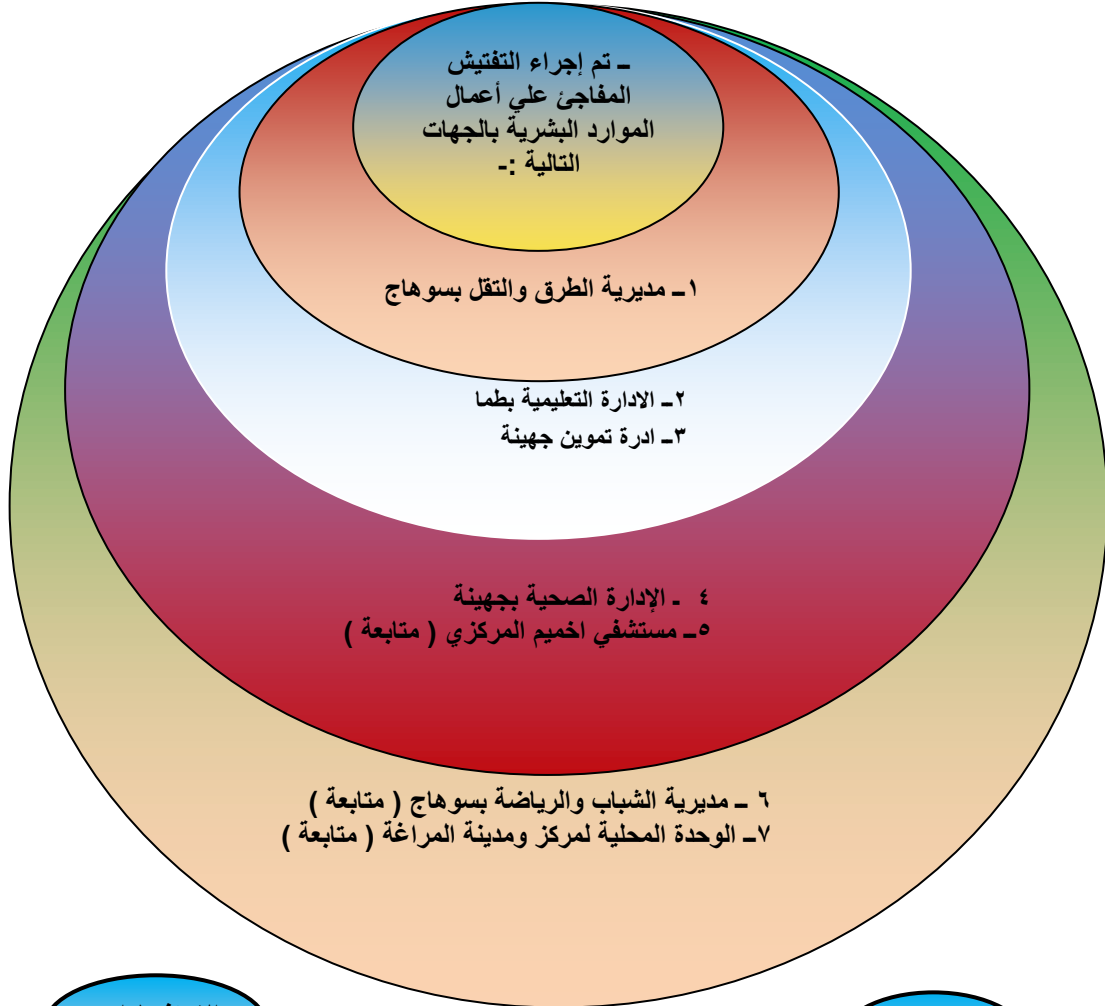 ـ تم إجراء التفتيش
المفاجئ علي أعمال
الموارد البشرية بالجهات
التالية :-
١ـ مديرية الطرق والتقل بسوهاج
٢ـ الادارة التعليمية بطما
٣ـ ادرة تموين جهينة
٤ ـ الإدارة الصحية بجهينة
٥ـ مستشفي اخميم المركزي ( متابعة )
٦ ـ مديرية الشباب والرياضة بسوهاج ( متابعة )
٧ـ الوحدة المحلية لمركز ومدينة المراغة ( متابعة )